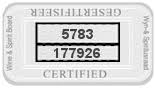 GESERTIFISEER
Wine & Spirit Board
5783
177926
Wyn-& Spiritusraad
CERTIFIED